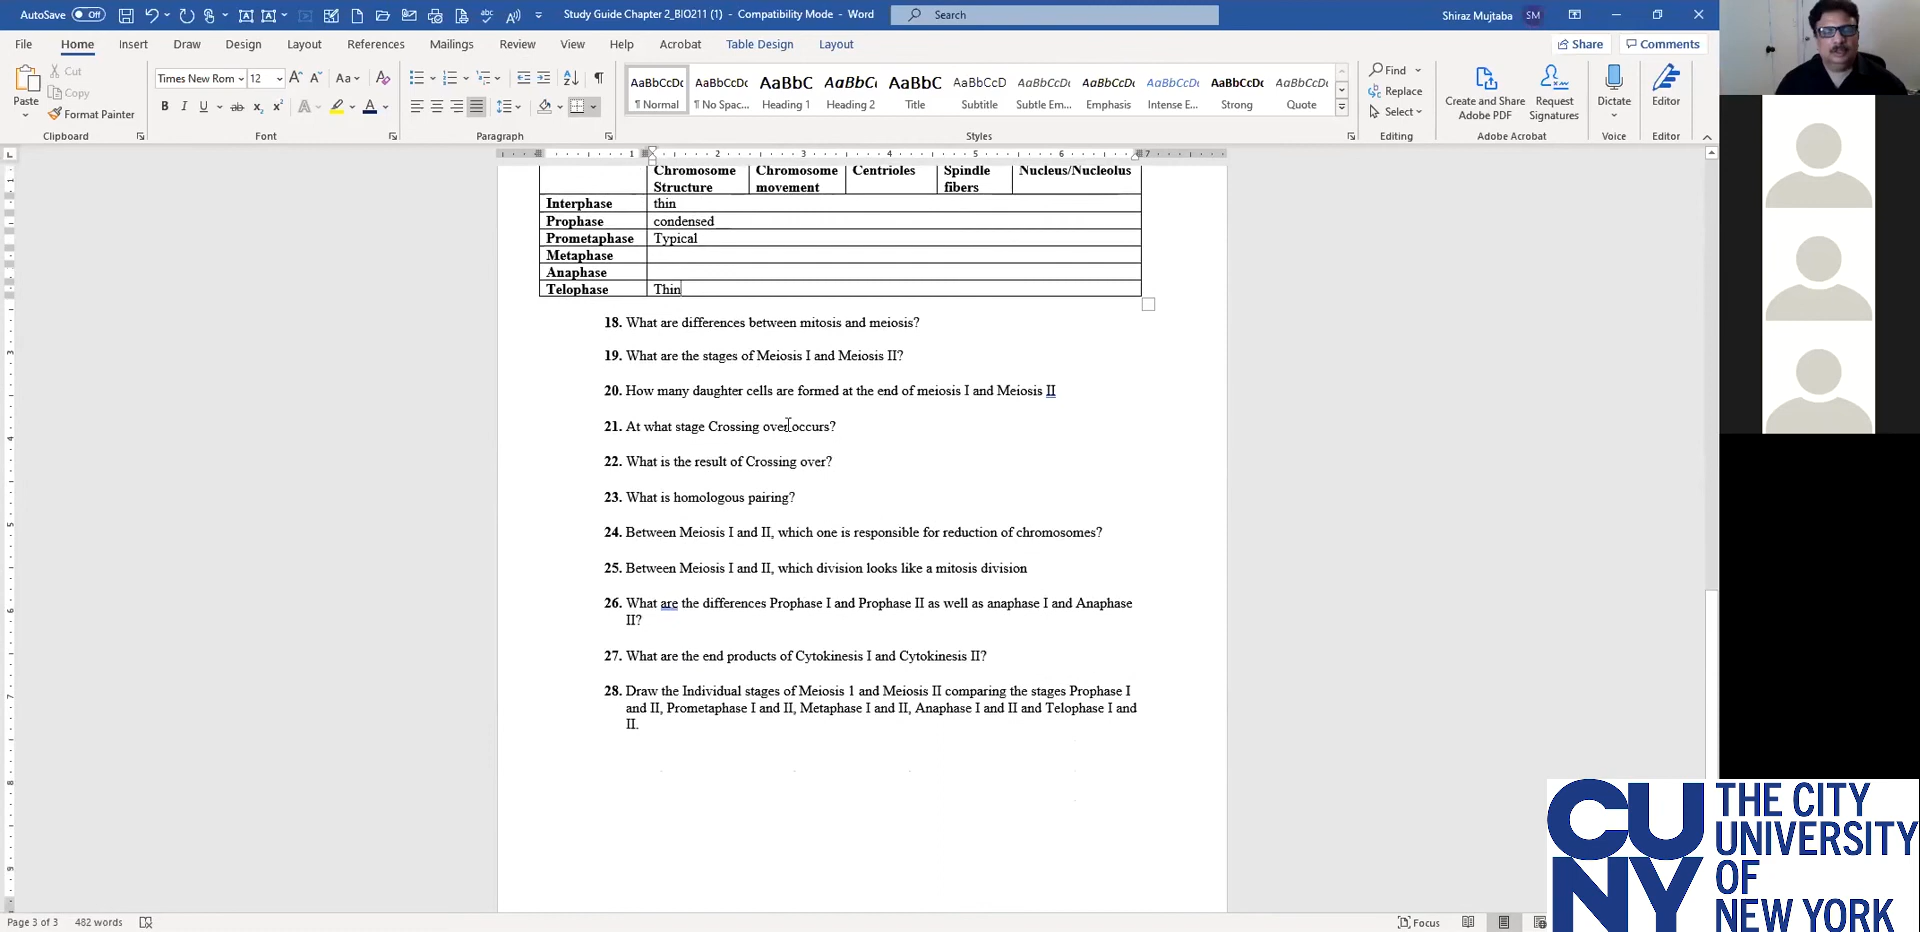 AutoSave Off Study Guide Chapter 2_BIO211 (1) - Compatibility Mode - Word Search Shiraz Mujtaba SM
File Home Insert Draw Design Layout References Mailings Review View Help Acrobat Table Design Layout Share Comments
Cut
Copy
Paste
Format Painter
Clipboard
Times New Rom 12
Font
Paragraph
AaBbCcDc AaBbCcDc AaBbC AaBbC( AaBbC AaBbCcD AaBbCcDc AaBbCcDc AaBbCcDc AaBbCcDc AaBbCcDc
¶ Normal ¶ No Spac... Heading 1 Heading 2 Title Subtitle Subtle Em... Emphasis Intense E... Strong Quote
Styles
Find
Replace
Select
Editing
Create and Share Adobe PDF
Request Signatures
Adobe Acrobat
Dictate
Voice
Editor
Editor
1 2 3 4 5 6 7
Chromosome Structure Chromosome movement Centrioles Spindle fibers Nucleus/Nucleolus
Interphase thin
Prophase condensed
Prometaphase Typical
Metaphase
Anaphase
Telophase Thin
18. What are differences between mitosis and meiosis?
19. What are the stages of Meiosis I and Meiosis II?
20. How many daughter cells are formed at the end of meiosis I and Meiosis II
21. At what stage Crossing over occurs?
22. What is the result of Crossing over?
23. What is homologous pairing?
24. Between Meiosis I and II, which one is responsible for reduction of chromosomes?
25. Between Meiosis I and II, which division looks like a mitosis division
26. What are the differences Prophase I and Prophase II as well as anaphase I and Anaphase
II?
27. What are the end products of Cytokinesis I and Cytokinesis II?
28. Draw the Individual stages of Meiosis 1 and Meiosis II comparing the stages Prophase I
and II, Prometaphase I and II, Metaphase I and II, Anaphase I and II and Telophase I and
II.
Page 3 of 3 482 words Focus
CUNY
THE CITY
UNIVERSITY
OF
NEW YORK